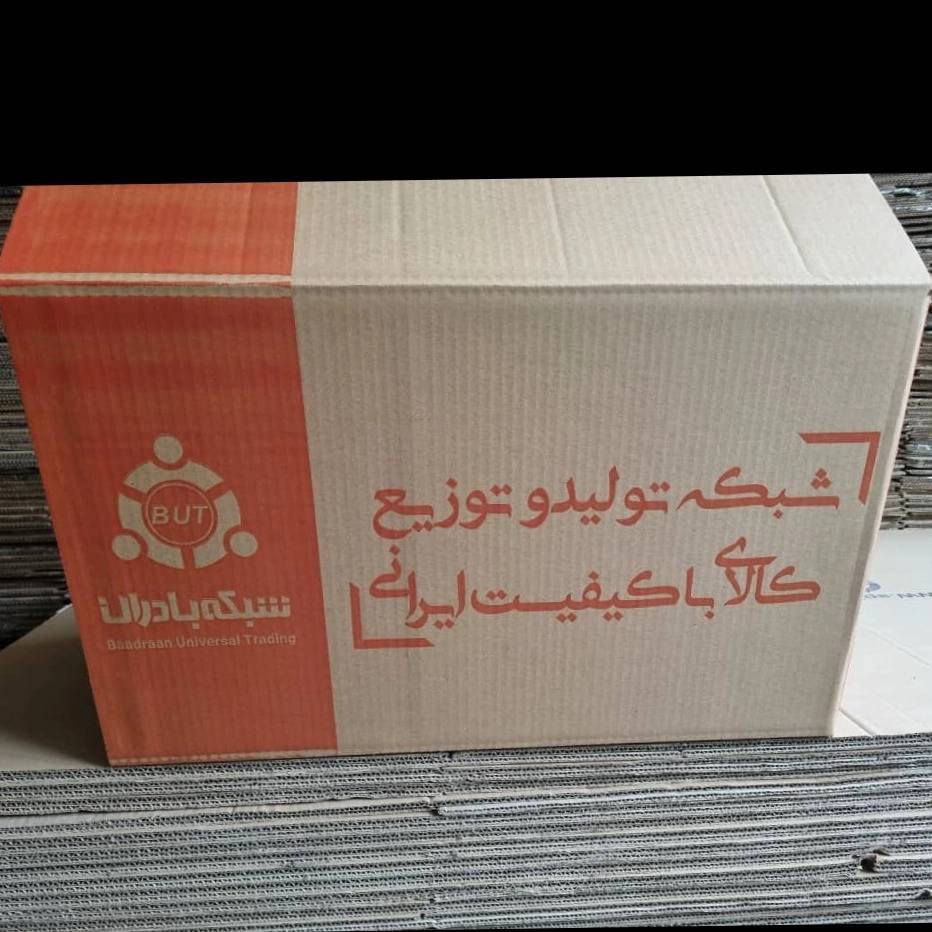 BUT
شبکه بادران
Baadraan Universal Trading
شبکه تولید و توزیع
کالای با کیفیت ایرانی